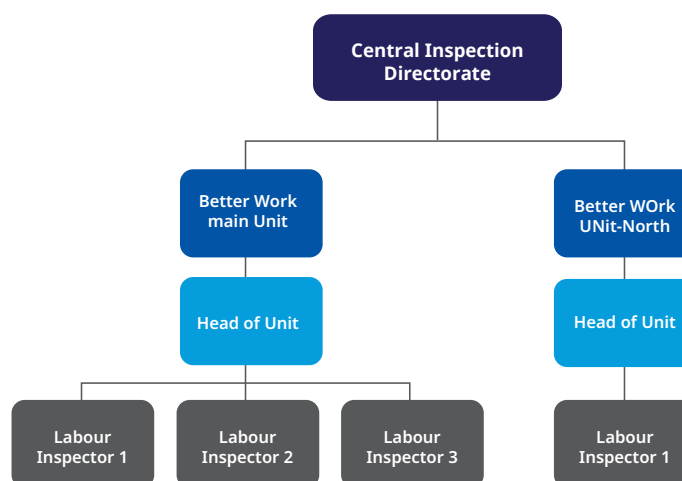 Central Inspection
Directorate
Better Work
main Unit
Better WOrk
UNit-North
Head of Unit
Head of Unit
Labour
Inspector 1
Labour
Inspector 2
Labour
Inspector 3
Labour
Inspector 1